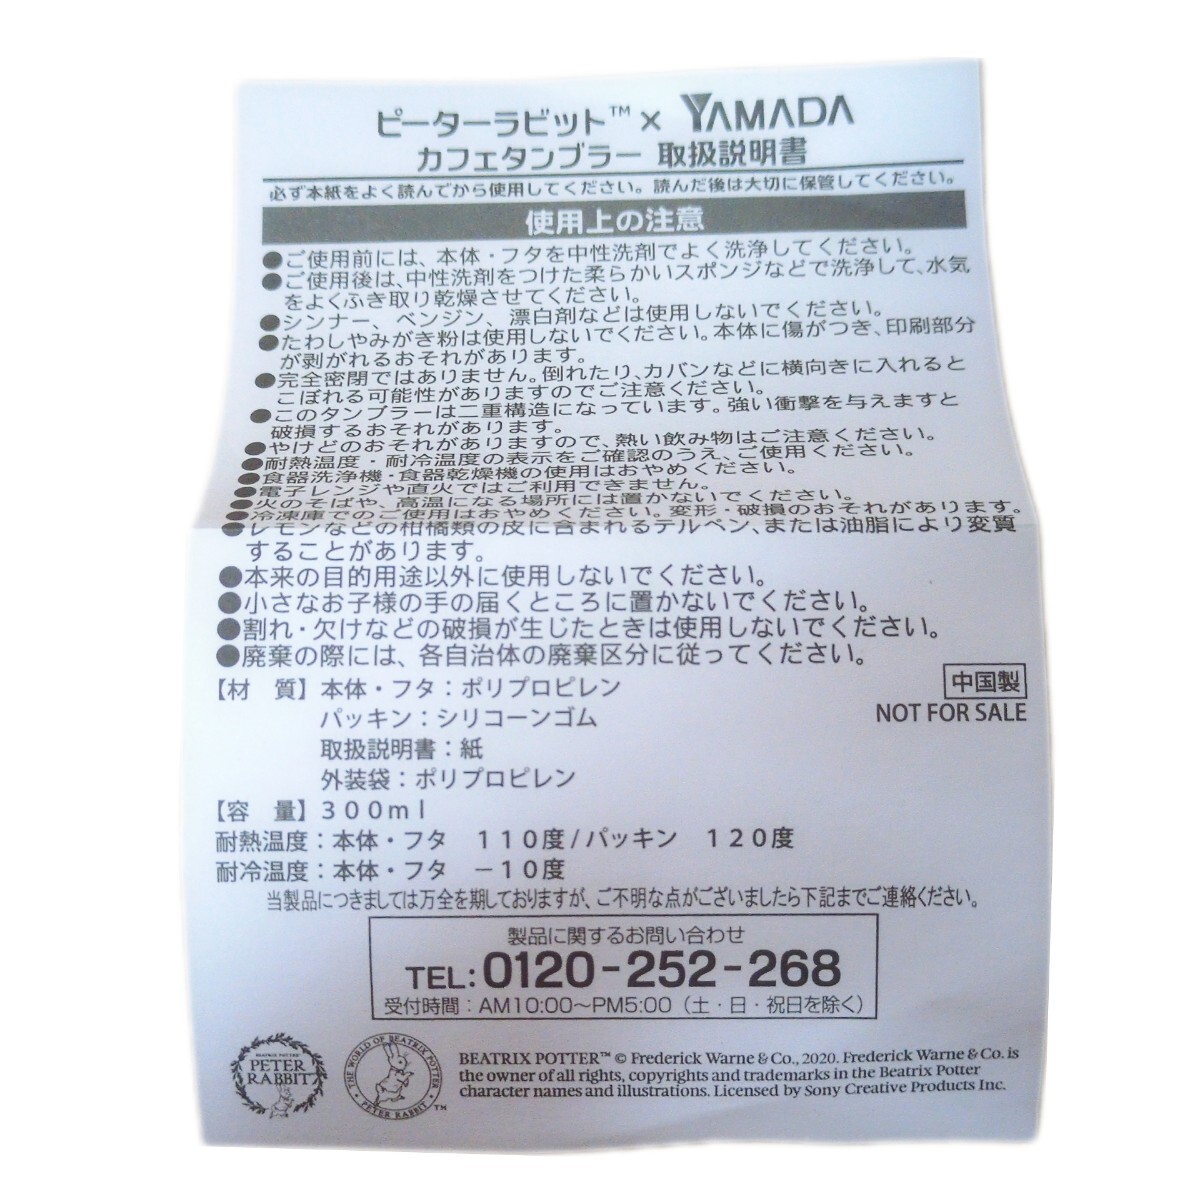 ピーターラビット™ × YAMADA
カフェタンブラー 取扱説明書
必ず本紙をよく読んでから使用してください。読んだ後は大切に保管してください。
使用上の注意
●ご使用前には、本体・フタを中性洗剤でよく洗浄してください。
●ご使用後は、中性洗剤をつけた柔らかいスポンジなどで洗浄して、水気
をよくふき取り乾燥させてください。
●シンナー、ベンジン、漂白剤などは使用しないでください。
●たわしやみがき粉は使用しないでください。本体に傷がつき、印刷部分
が剥がれるおそれがあります。
●完全密閉ではありません。倒れたり、カバンなどに横向きに入れると
こぼれる可能性がありますのでご注意ください。
●このタンブラーは二重構造になっています。強い衝撃を与えますと
破損するおそれがあります。
●やけどのおそれがありますので、熱い飲み物はご注意ください。
●耐熱温度・耐冷温度の表示をご確認のうえ、ご使用ください。
●食器洗浄機・食器乾燥機の使用はおやめください。
●電子レンジや直火ではご利用できません。
●火のそばや、高温になる場所には置かないでください。
●冷凍庫でのご使用はおやめください。変形・破損のおそれがあります。
●レモンなどの柑橘類の皮に含まれるテルペン、または油脂により変質
することがあります。
●本来の目的用途以外に使用しないでください。
●小さなお子様の手の届くところに置かないでください。
●割れ・欠けなどの破損が生じたときは使用しないでください。
●廃棄の際には、各自治体の廃棄区分に従ってください。
【材 質】本体・フタ：ポリプロピレン
中国製
パッキン：シリコーンゴム
NOT FOR SALE
取扱説明書：紙
外装袋：ポリプロピレン
【容 量】３００ｍｌ
耐熱温度：本体・フタ １１０度/パッキン １２０度
耐冷温度：本体・フタ －１０度
当製品につきましては万全を期しておりますが、ご不明な点がございましたら下記までご連絡ください。
製品に関するお問い合わせ
TEL：0120-252-268
受付時間：AM10:00～PM5:00（土・日・祝日を除く）
BEATRIX POTTER™
PETER RABBIT
THE WORLD OF BEATRIX POTTER
PETER RABBIT ™
BEATRIX POTTER™ © Frederick Warne & Co., 2020. Frederick Warne & Co. is
the owner of all rights, copyrights and trademarks in the Beatrix Potter
character names and illustrations. Licensed by Sony Creative Products Inc.